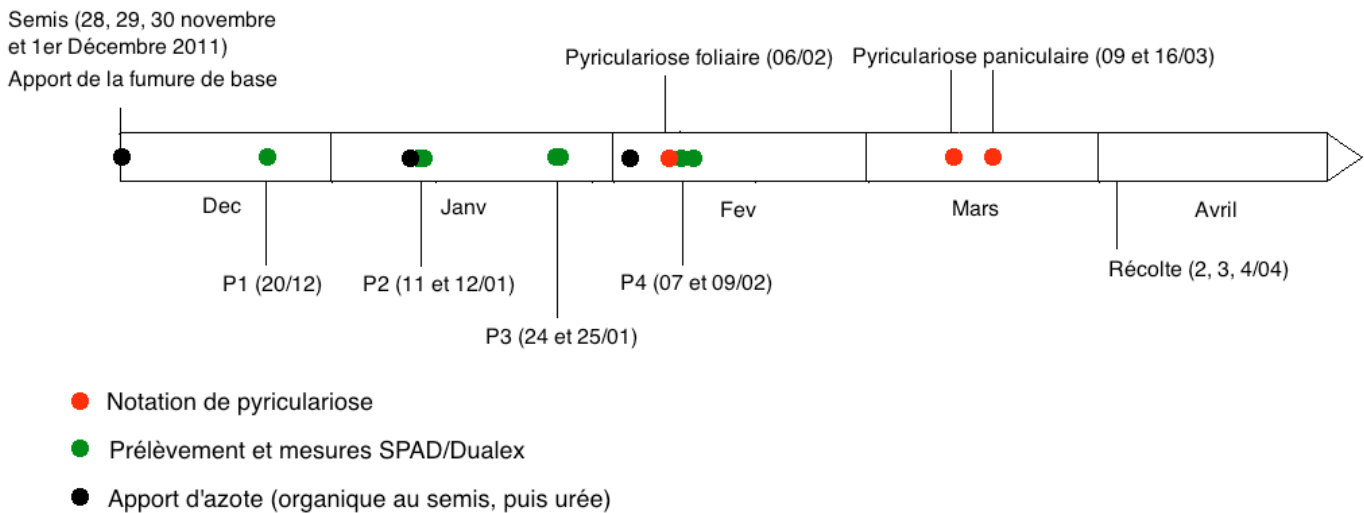 Semis (28, 29, 30 novembre
et 1er Décembre 2011)
Apport de la fumure de base
Pyriculariose foliaire (06/02)
Pyriculariose paniculaire (09 et 16/03)
Dec
Janv
Fev
Mars
Avril
P1 (20/12)
P2 (11 et 12/01)
P4 (07 et 09/02)
Récolte (2, 3, 4/04)
P3 (24 et 25/01)
Notation de pyriculariose
Prélèvement et mesures SPAD/Dualex
Apport d'azote (organique au semis, puis urée)